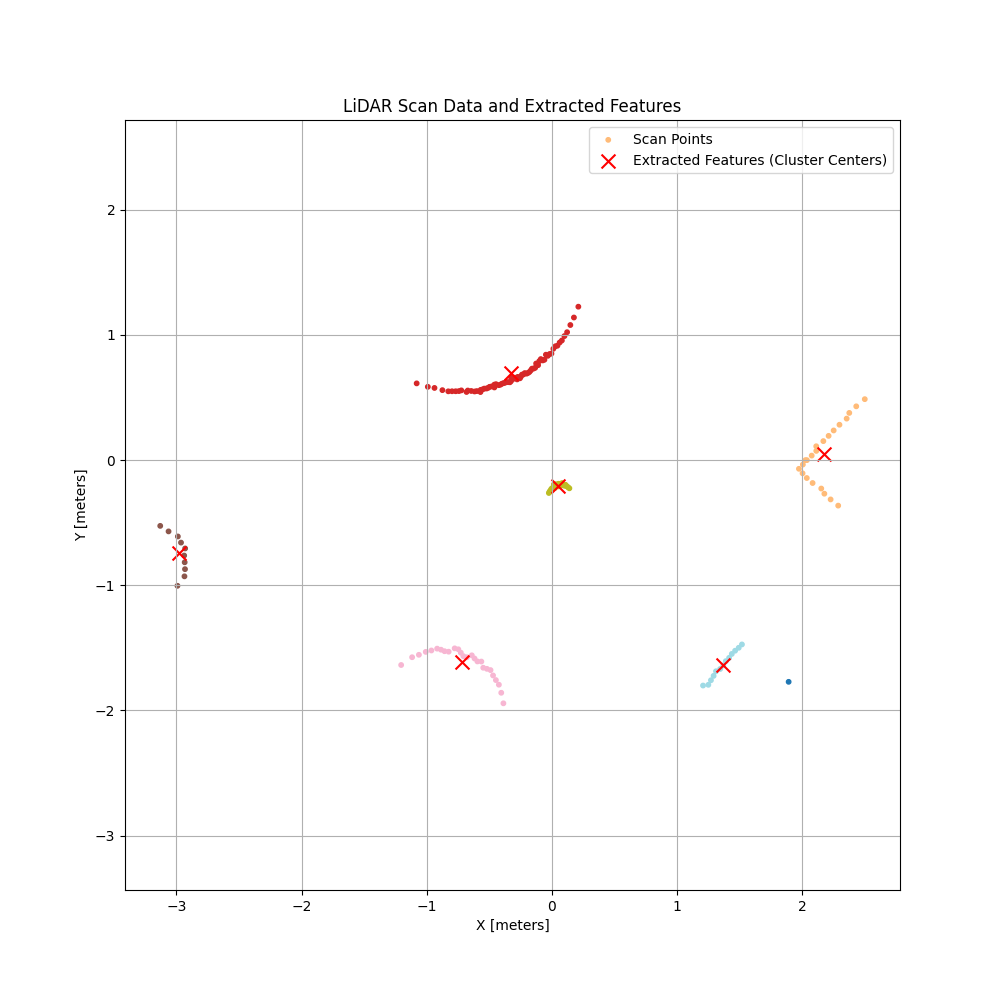 LiDAR Scan Data and Extracted Features
Scan Points
Extracted Features (Cluster Centers)
2
1
0
−1
−2
−3
Y [meters]
−3
−2
−1
0
1
2
X [meters]